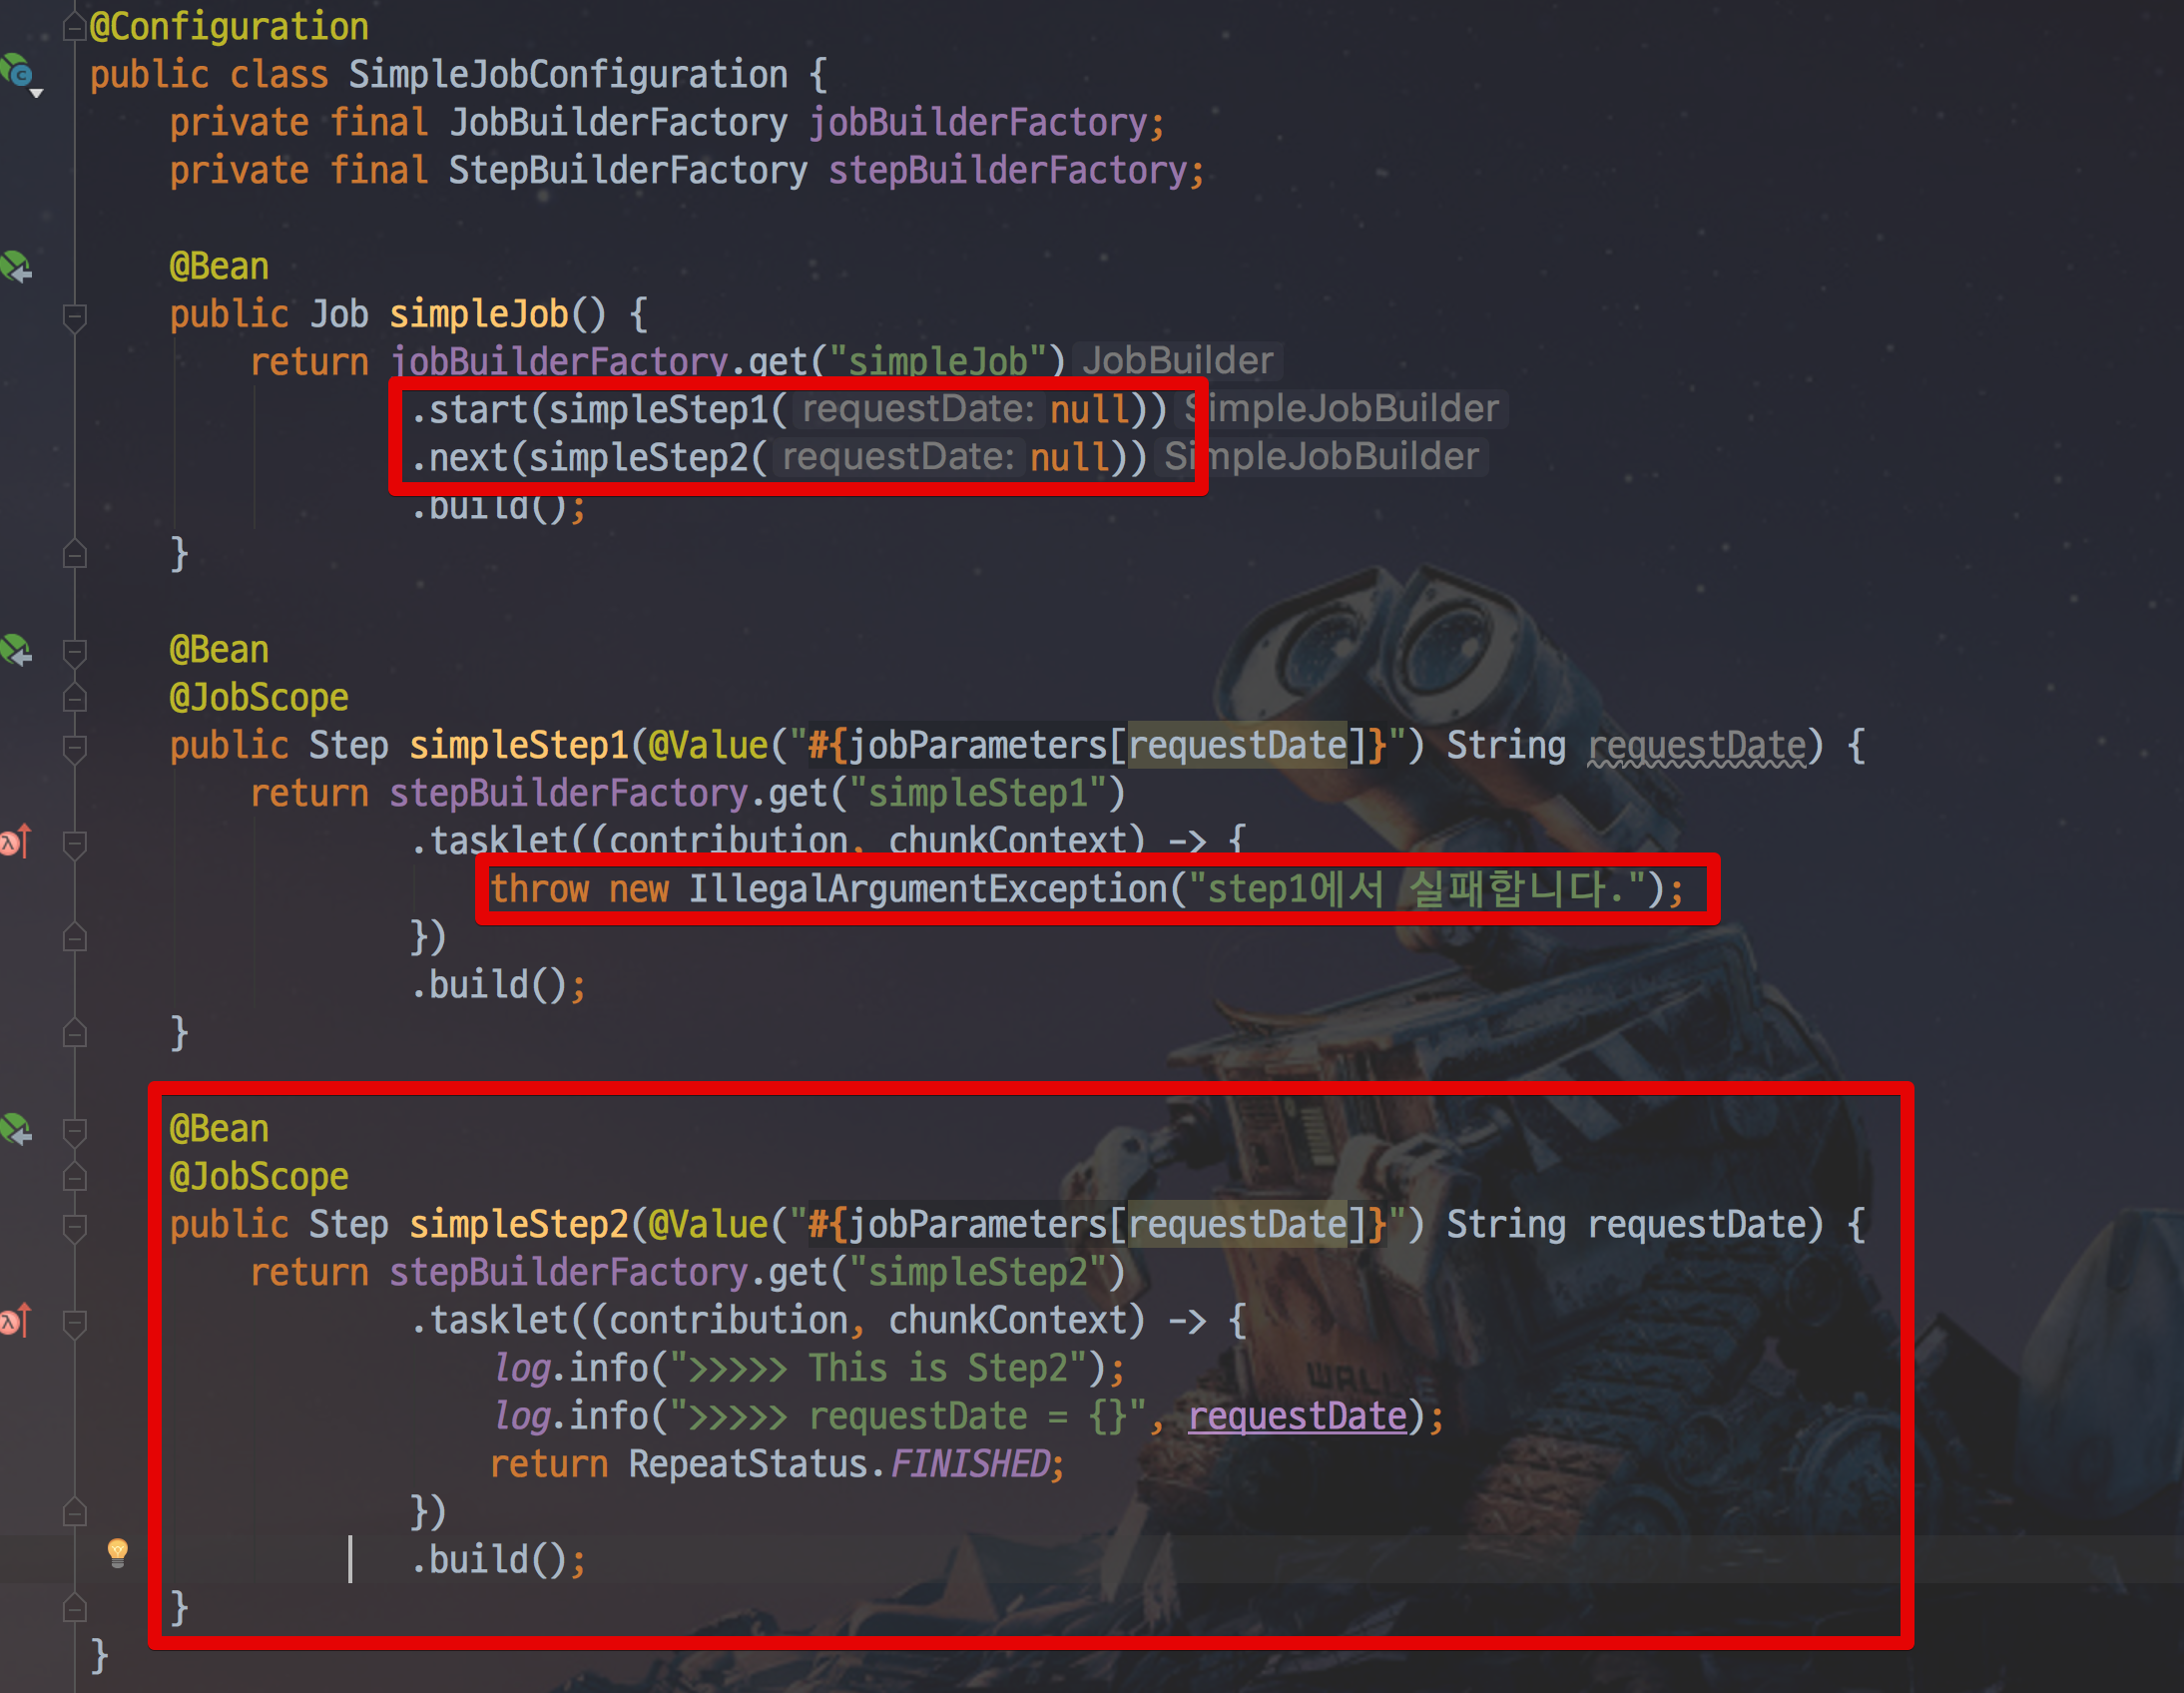 @Configuration
public class SimpleJobConfiguration {
private final JobBuilderFactory jobBuilderFactory;
private final StepBuilderFactory stepBuilderFactory;
@Bean
public Job simpleJob() {
return jobBuilderFactory.get("simpleJob") JobBuilder
.start(simpleStep1( requestDate: null)) SimpleJobBuilder
.next(simpleStep2( requestDate: null)) SimpleJobBuilder
.build();
}
@Bean
@JobScope
public Step simpleStep1(@Value("#{jobParameters[requestDate]}") String requestDate) {
return stepBuilderFactory.get("simpleStep1")
.tasklet((contribution, chunkContext) -> {
throw new IllegalArgumentException("step1에서 실패합니다.");
})
.build();
}
@Bean
@JobScope
public Step simpleStep2(@Value("#{jobParameters[requestDate]}") String requestDate) {
return stepBuilderFactory.get("simpleStep2")
.tasklet((contribution, chunkContext) -> {
log.info(">>>>> This is Step2");
log.info(">>>>> requestDate = {}", requestDate);
return RepeatStatus.FINISHED;
})
.build();
}
}
WALL